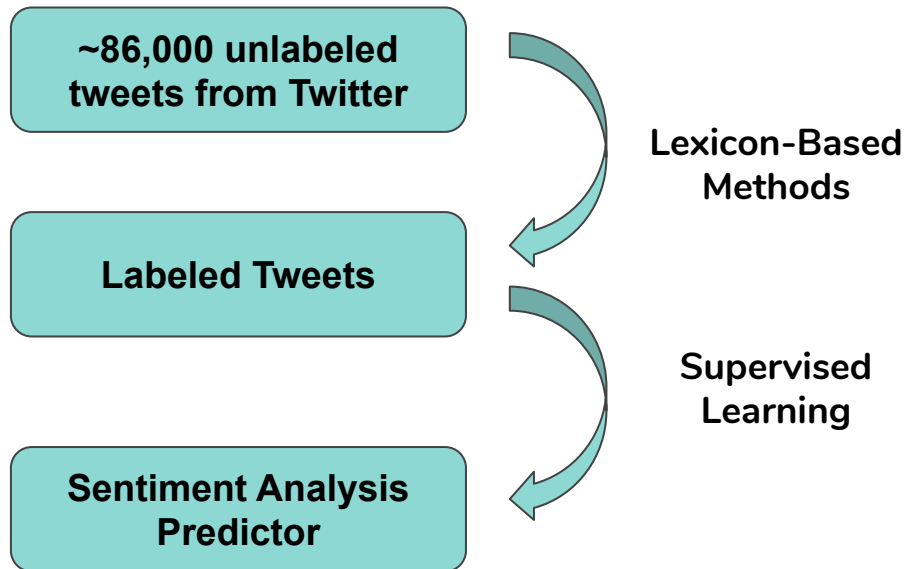 ~86,000 unlabeled
tweets from Twitter
Lexicon-Based
Methods
Labeled Tweets
Supervised
Learning
Sentiment Analysis
Predictor